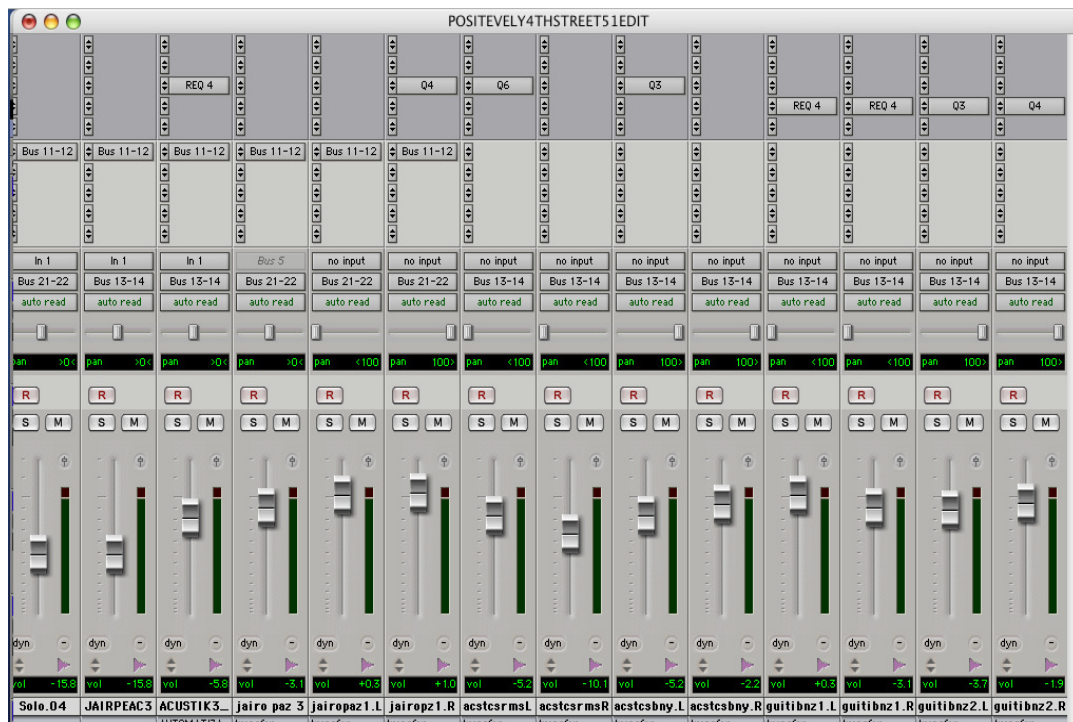 POSITEVELY4THSTREET51EDIT
REQ 4 Q4 Q6 Q3
REQ 4 REQ 4 Q3 Q4
Bus 11-12 Bus 11-12 Bus 11-12 Bus 11-12 Bus 11-12 Bus 11-12
In 1 In 1 In 1 Bus 5 no input no input no input no input no input no input no input no input no input no input
Bus 21-22 Bus 13-14 Bus 13-14 Bus 21-22 Bus 21-22 Bus 21-22 Bus 13-14 Bus 13-14 Bus 13-14 Bus 13-14 Bus 13-14 Bus 13-14 Bus 13-14 Bus 13-14
auto read auto read auto read auto read auto read auto read auto read auto read auto read auto read auto read auto read auto read auto read
pan >0< pan >0< pan >0< pan >0< pan <100 pan 100> pan <100 pan <100 pan 100> pan 100> pan <100 pan <100 pan 100> pan 100>
R R R R R R R R R R R R R R
S M S M S M S M S M S M S M S M S M S M S M S M S M S M
dyn dyn dyn dyn dyn dyn dyn dyn dyn dyn dyn dyn dyn dyn
vol -15.8 vol -15.8 vol -5.8 vol -3.1 vol +0.3 vol +1.0 vol -5.2 vol -10.1 vol -5.2 vol -2.2 vol +0.3 vol -3.1 vol -3.7 vol -1.9
Solo.04 JAIRPEAC3 ACUSTIK3_ jairo paz 3 jairopaz1.L jairopz1.R acstcsrmsL acstcsrmsR acstcsbny.L acstcsbny.R guitibnz1.L guitibnz1.R guitibnz2.L guitibnz2.R